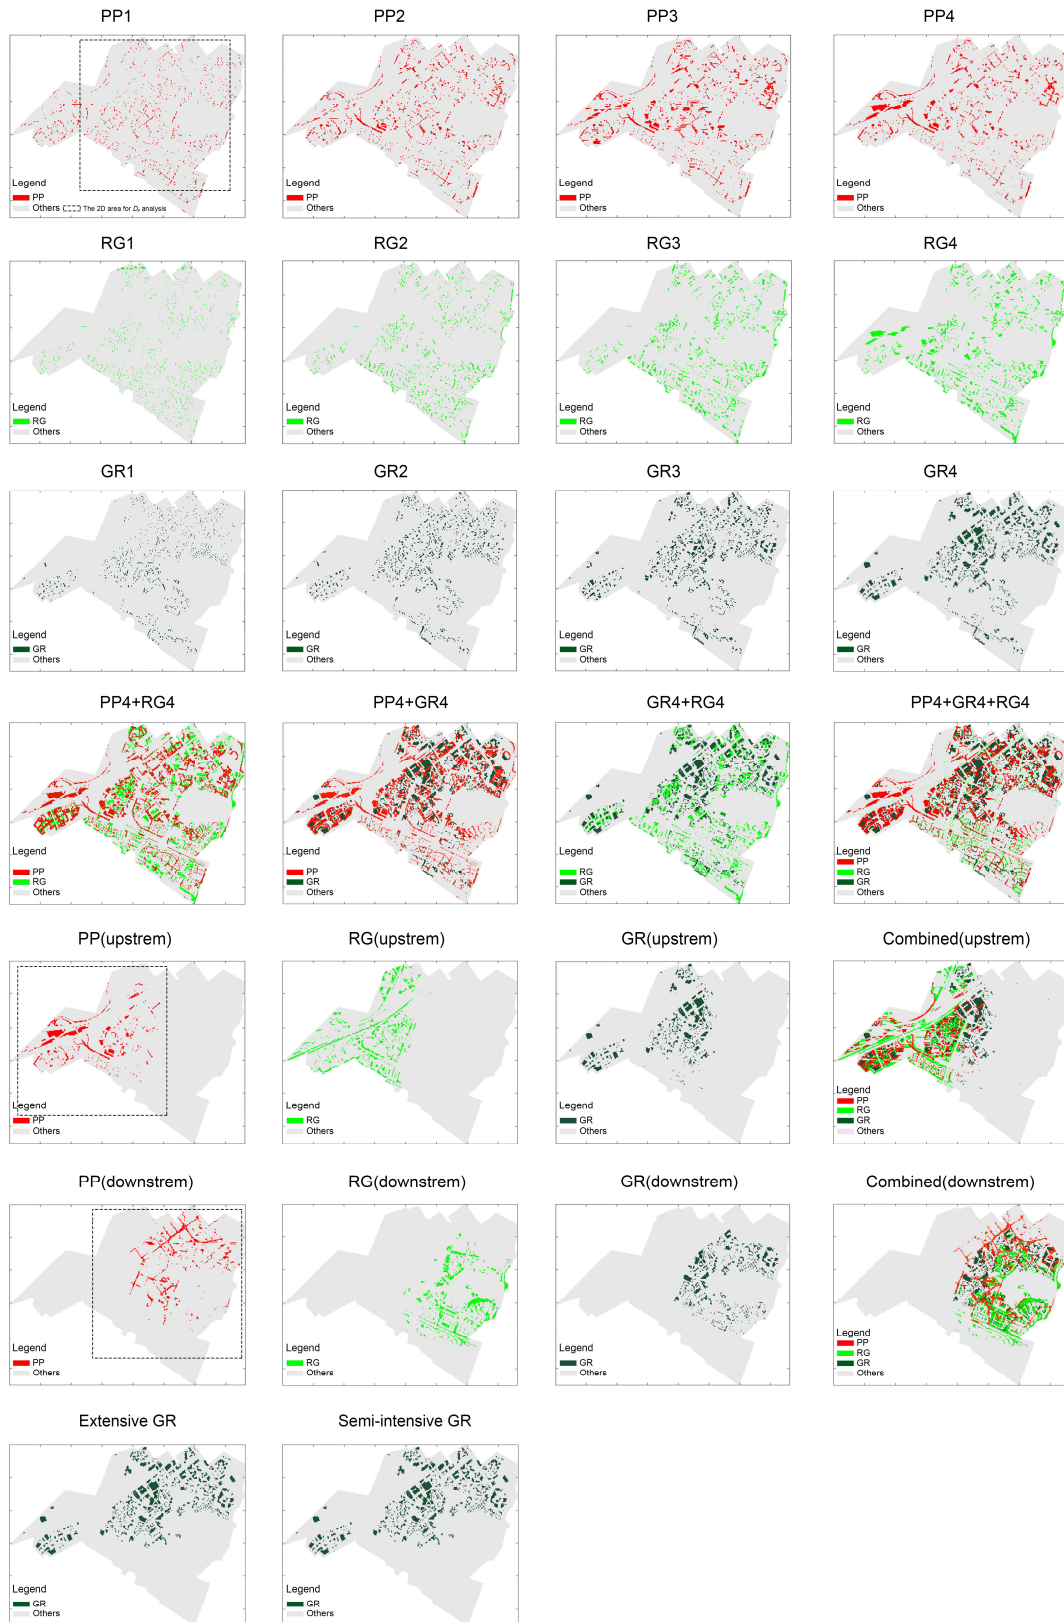 PP1
PP2
PP3
PP4
Legend
PP
Others
The 2D area for Df analysis
Legend
PP
Others
Legend
PP
Others
Legend
PP
Others
RG1
RG2
RG3
RG4
Legend
RG
Others
Legend
RG
Others
Legend
RG
Others
Legend
RG
Others
GR1
GR2
GR3
GR4
Legend
GR
Others
Legend
GR
Others
Legend
GR
Others
Legend
GR
Others
PP4+RG4
PP4+GR4
GR4+RG4
PP4+GR4+RG4
Legend
PP
RG
Others
Legend
PP
GR
Others
Legend
RG
GR
Others
Legend
PP
RG
GR
Others
PP(upstrem)
RG(upstrem)
GR(upstrem)
Combined(upstrem)
Legend
PP
Others
Legend
RG
Others
Legend
GR
Others
Legend
PP
RG
GR
Others
PP(downstrem)
RG(downstrem)
GR(downstrem)
Combined(downstrem)
Legend
PP
Others
Legend
RG
Others
Legend
GR
Others
Legend
PP
RG
GR
Others
Extensive GR
Semi-intensive GR
Legend
GR
Others
Legend
GR
Others